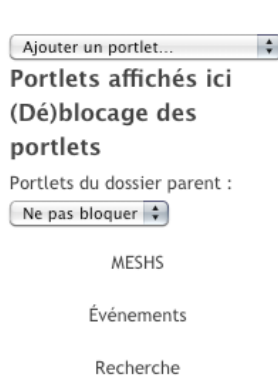 Ajouter un portlet...
Portlets affichés ici
(Dé)blocage des
portlets
Portlets du dossier parent :
Ne pas bloquer
MESHS
Événements
Recherche